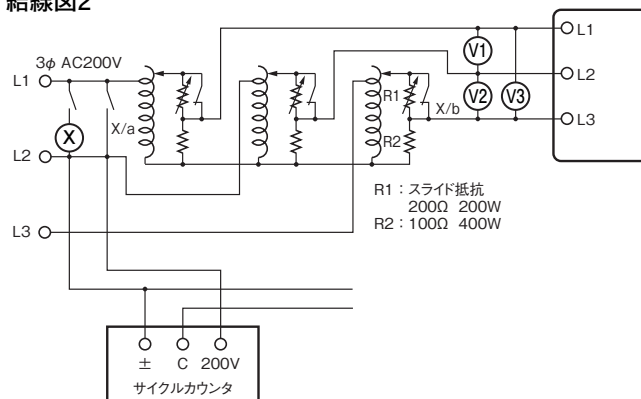 結線図2
3φ AC200V
L1
L2
L3
X
X/a
R1
R2
X/b
V1
V2
V3
L1
L2
L3
R1：スライド抵抗
200Ω 200W
R2：100Ω 400W
± C 200V
サイクルカウンタ